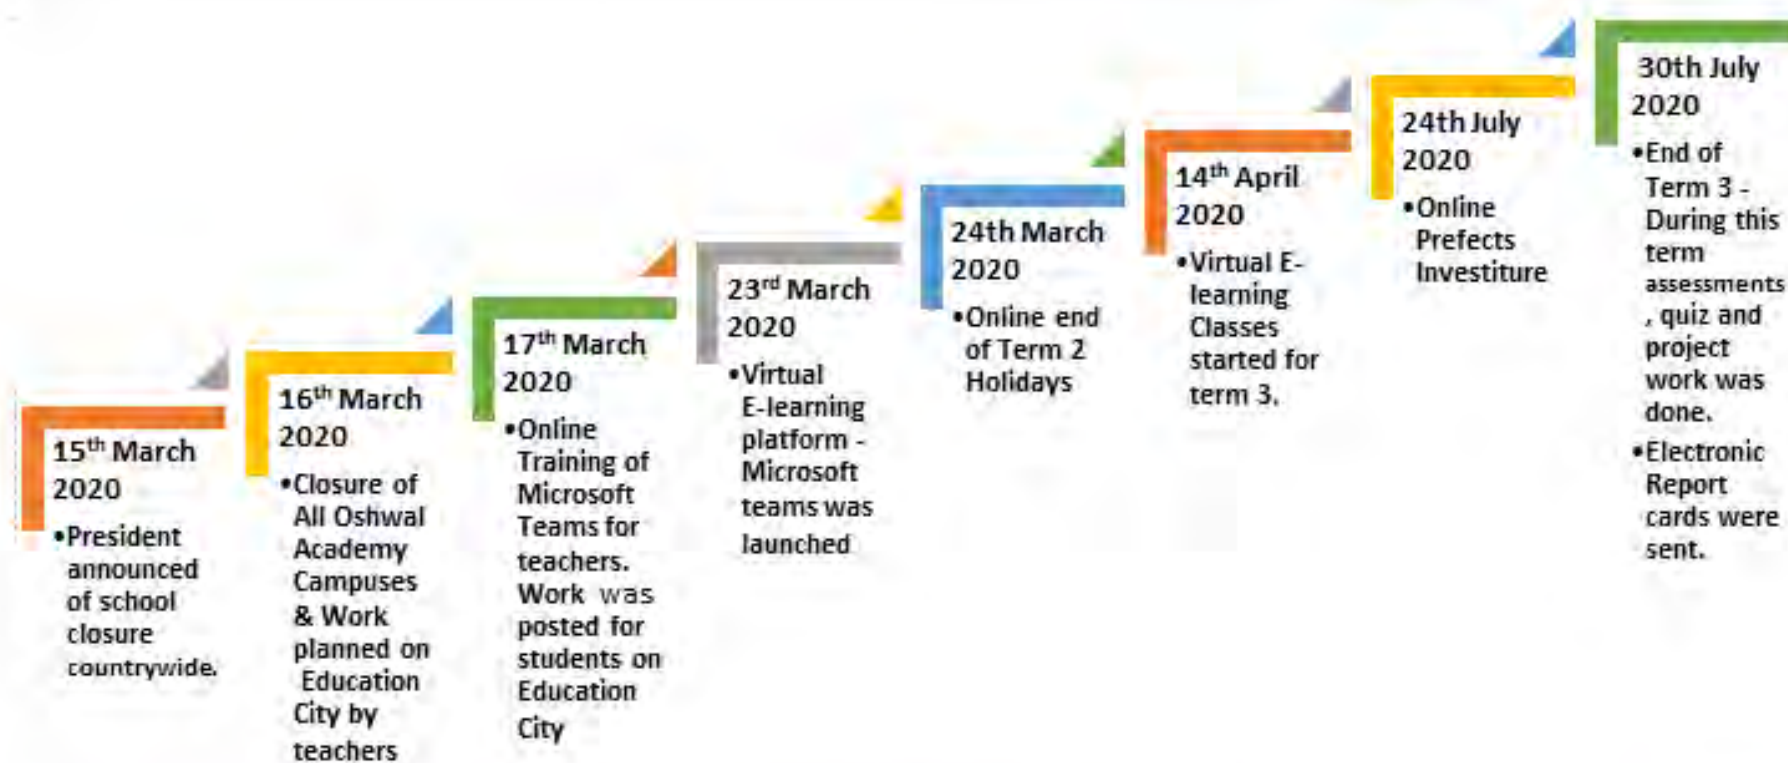 15th March
2020
•President
announced
of school
closure
countrywide.
16th March
2020
•Closure of
All Oshwal
Academy
Campuses
& Work
planned on
Education
City by
teachers
17th March
2020
•Online
Training of
Microsoft
Teams for
teachers.
Work was
posted for
students on
Education
City
23rd March
2020
•Virtual
E-learning
platform -
Microsoft
teams was
launched
24th March
2020
•Online end
of Term 2
Holidays
14th April
2020
•Virtual E-
learning
Classes
started for
term 3.
24th July
2020
•Online
Prefects
Investiture
30th July
2020
•End of
Term 3 -
During this
term
assessments
, quiz and
project
work was
done.
•Electronic
Report
cards were
sent.